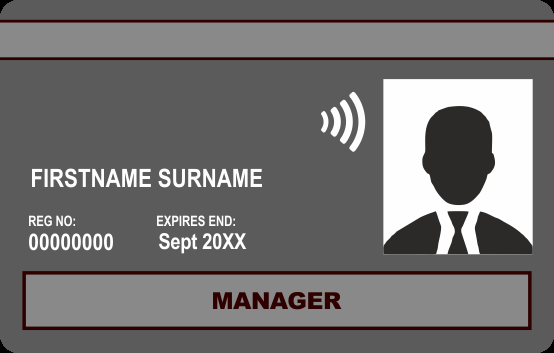 FIRSTNAME SURNAME
REG NO: EXPIRES END:
00000000 Sept 20XX
MANAGER